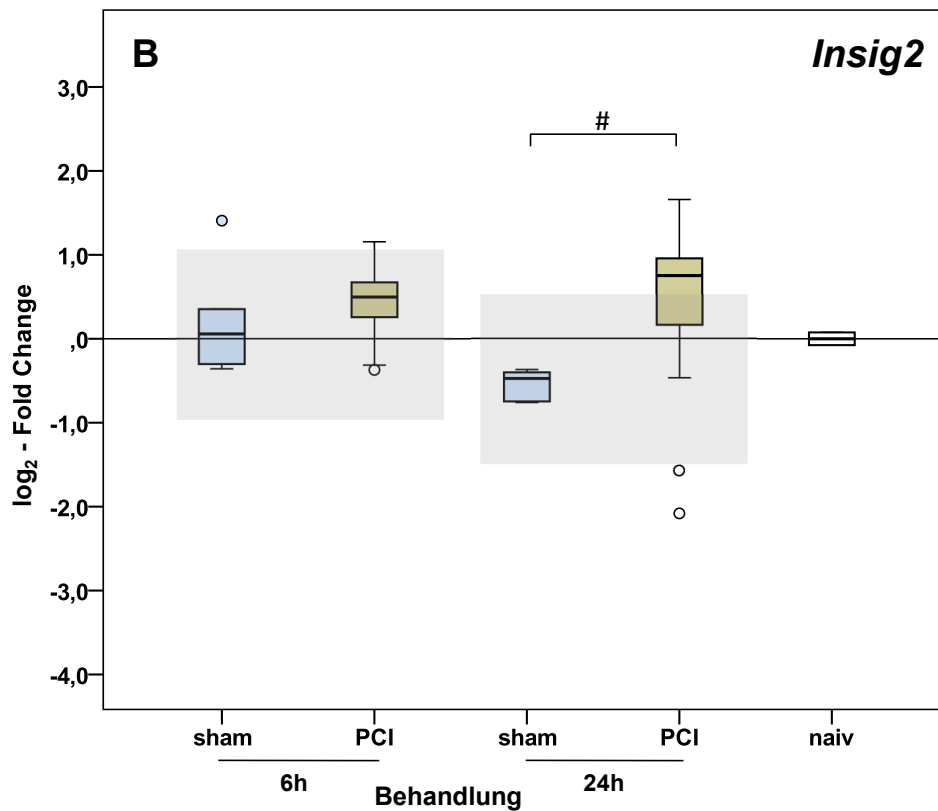 B
Insig2
3,0
#
2,0
1,0
,0
-1,0
-2,0
-3,0
-4,0
log₂ - Fold Change
sham PCI sham PCI naiv
6h 24h
Behandlung